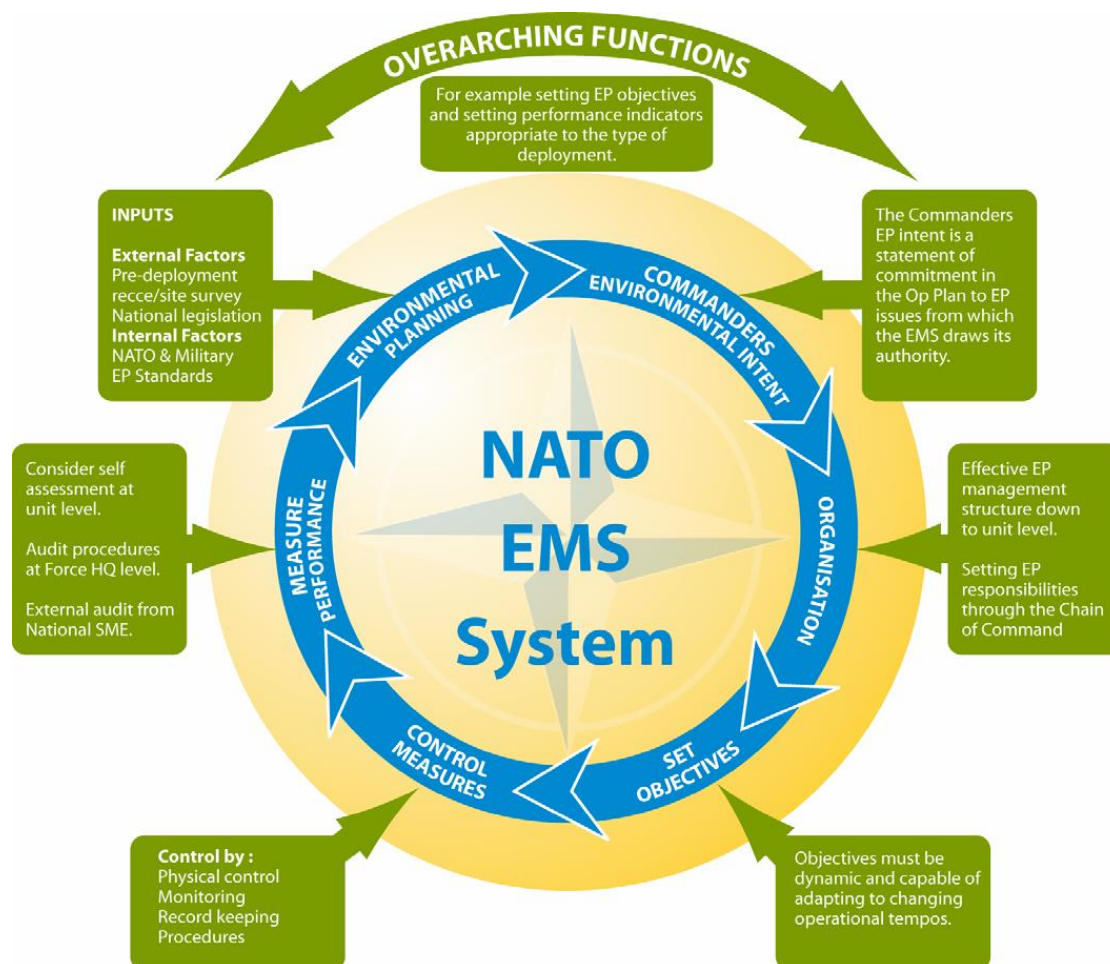 OVERARCHING FUNCTIONS
For example setting EP objectives
and setting performance indicators
appropriate to the type of
deployment.
INPUTS
External Factors
Pre-deployment
recce/site survey
National legislation
Internal Factors
NATO & Military
EP Standards
The Commanders
EP intent is a
statement of
commitment in
the Op Plan to EP
issues from which
the EMS draws its
authority.
ENVIRONMENTAL
PLANNING
COMMANDERS
ENVIRONMENTAL INTENT
ORGANISATION
SET
OBJECTIVES
CONTROL
MEASURES
MEASURE
PERFORMANCE
NATO
EMS
System
Consider self
assessment at
unit level.
Audit procedures
at Force HQ level.
External audit from
National SME.
Effective EP
management
structure down
to unit level.
Setting EP
responsibilities
through the Chain
of Command
Control by :
Physical control
Monitoring
Record keeping
Procedures
Objectives must be
dynamic and capable of
adapting to changing
operational tempos.